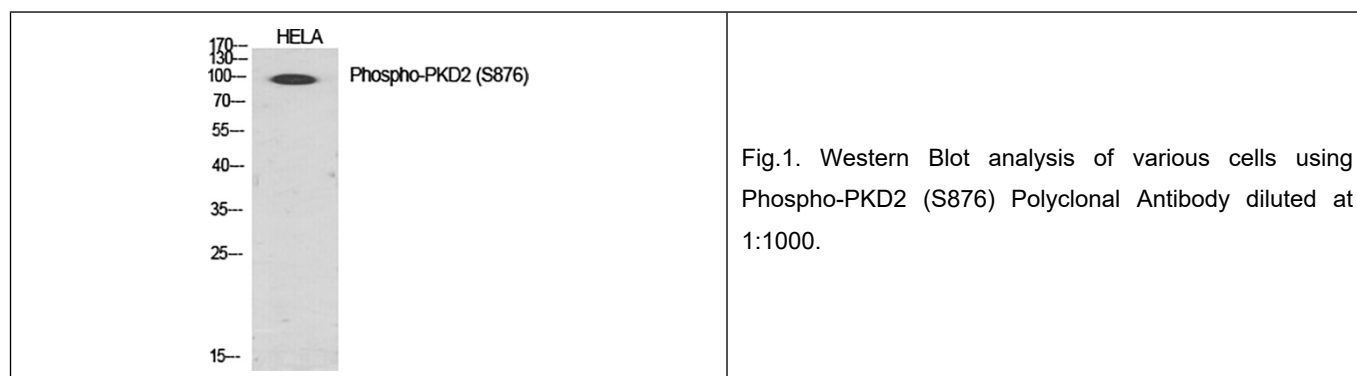 HELA
170---
130---
100---
Phospho-PKD2 (S876)
70---
55---
40---
35---
25---
15---
Fig.1. Western Blot analysis of various cells using
Phospho-PKD2 (S876) Polyclonal Antibody diluted at
1:1000.